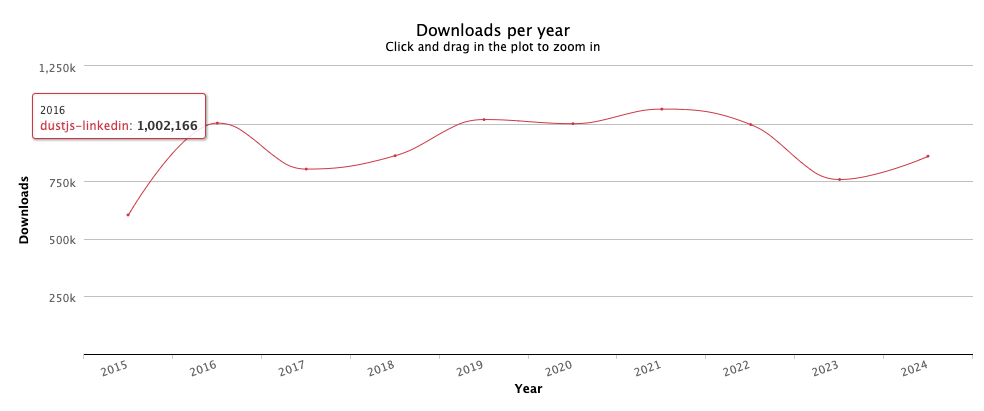 Downloads per year
Click and drag in the plot to zoom in
1,250k
2016
dustjs-linkedin: 1,002,166
750k
500k
250k
Downloads
2015 2016 2017 2018 2019 2020 2021 2022 2023 2024
Year